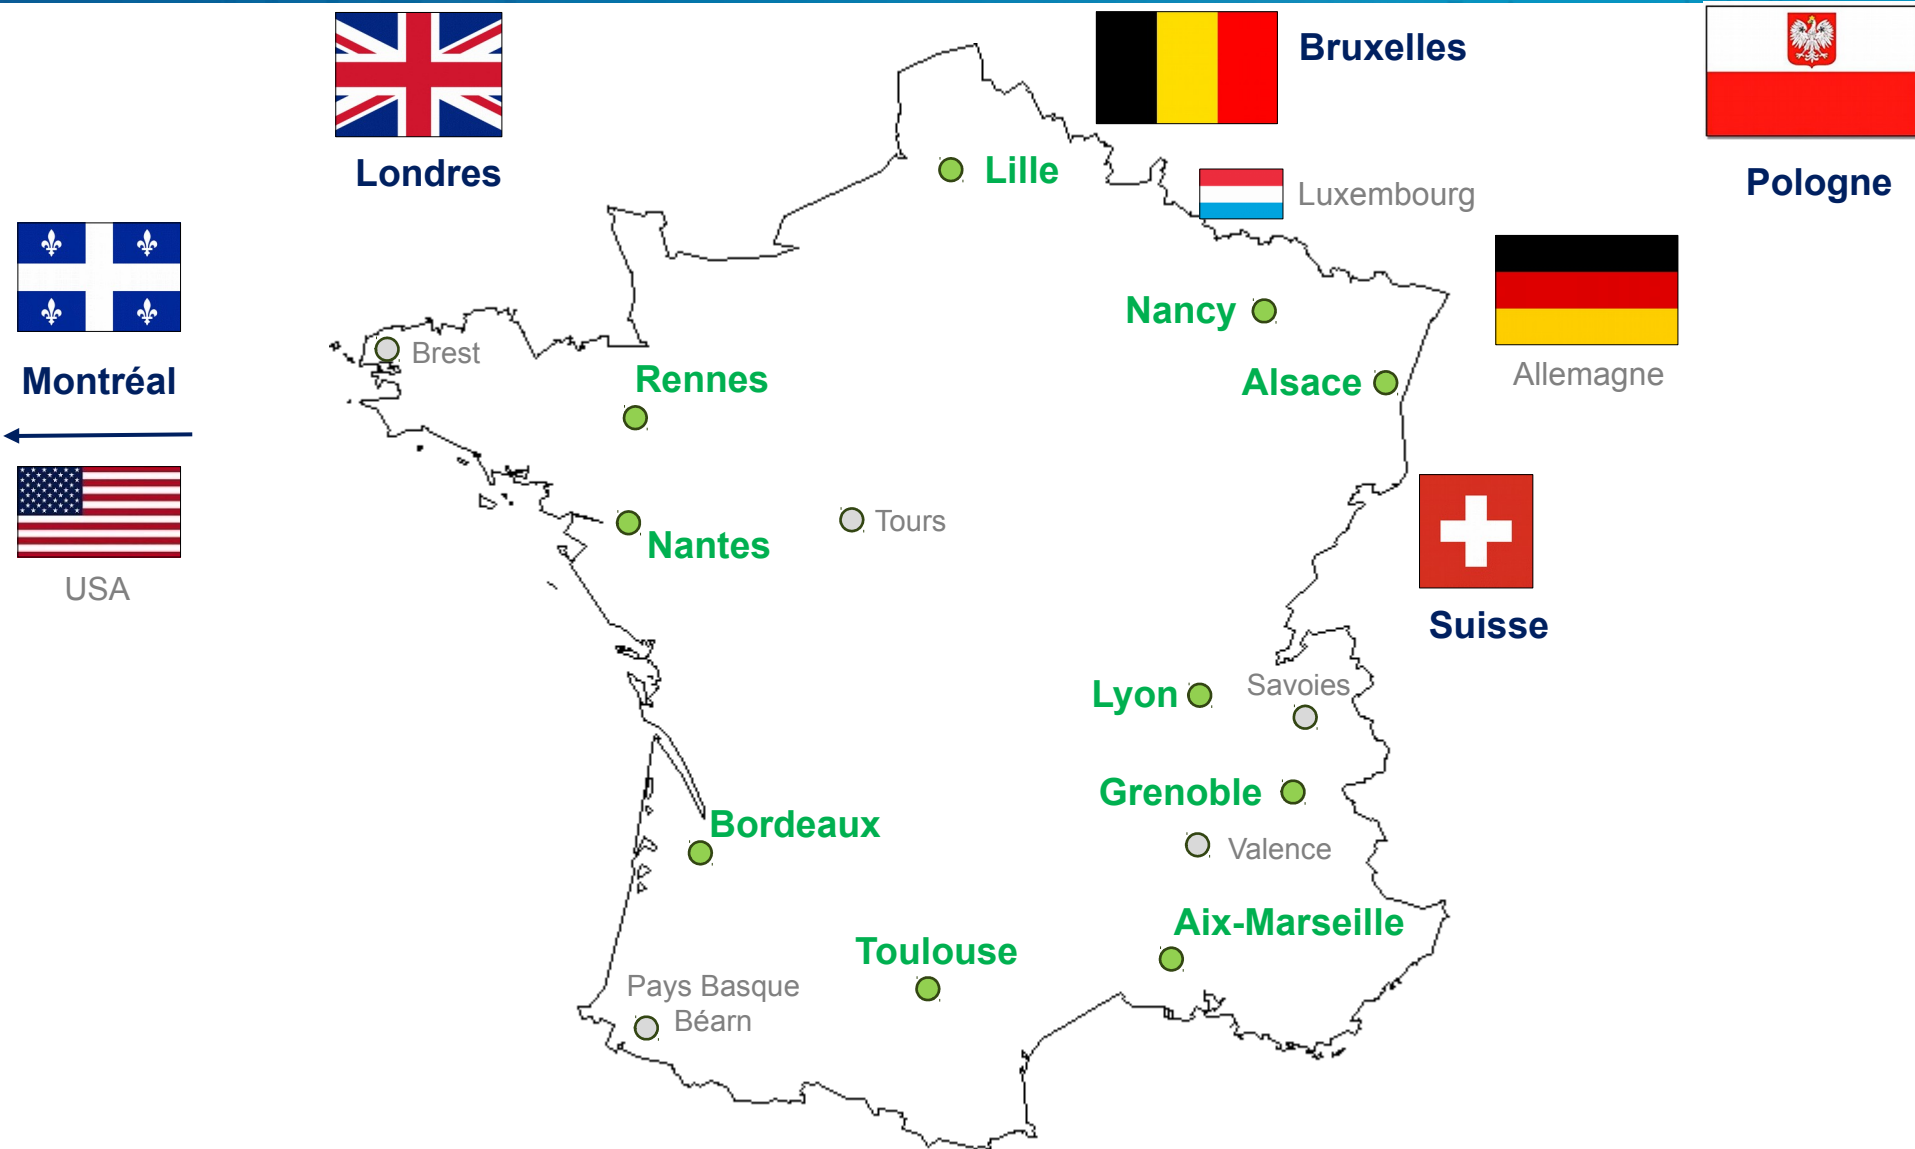 Bruxelles
Londres
Lille
Pologne
Luxembourg
Nancy
Montréal
Brest
Rennes
Alsace
Allemagne
Nantes
Tours
USA
Suisse
Lyon
Savoies
Grenoble
Bordeaux
Valence
Aix-Marseille
Toulouse
Pays Basque
Béarn